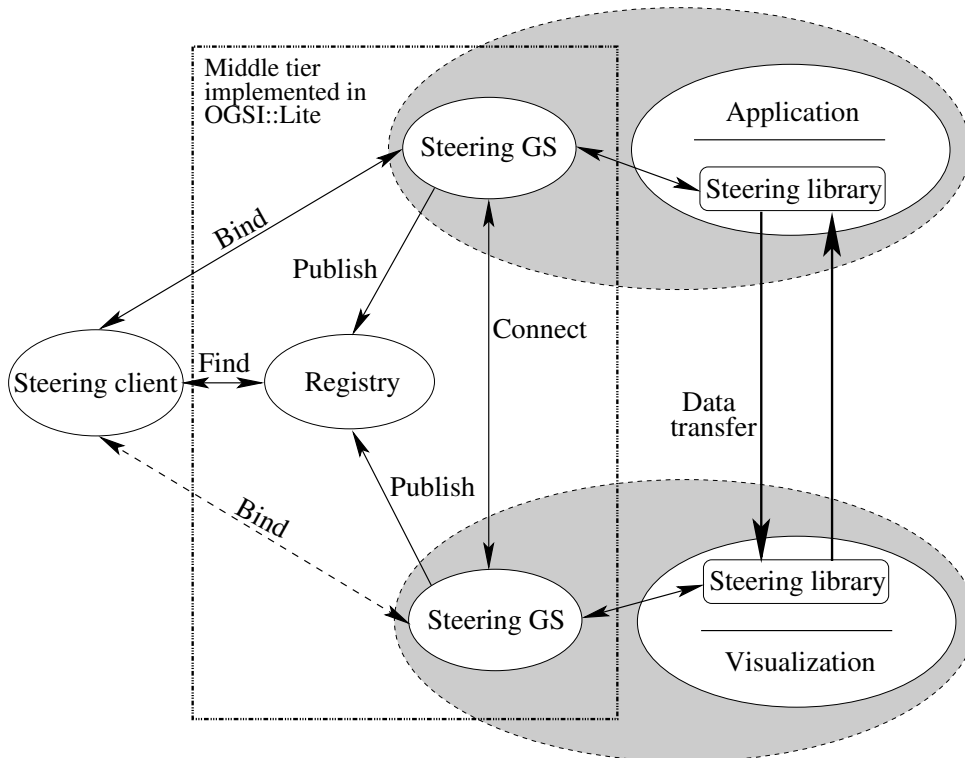 Middle tier
implemented in
OGSI::Lite
Steering GS
Application
Steering library
Bind
Publish
Connect
Steering client
Find
Registry
Data
transfer
Publish
Bind
Steering GS
Steering library
Visualization